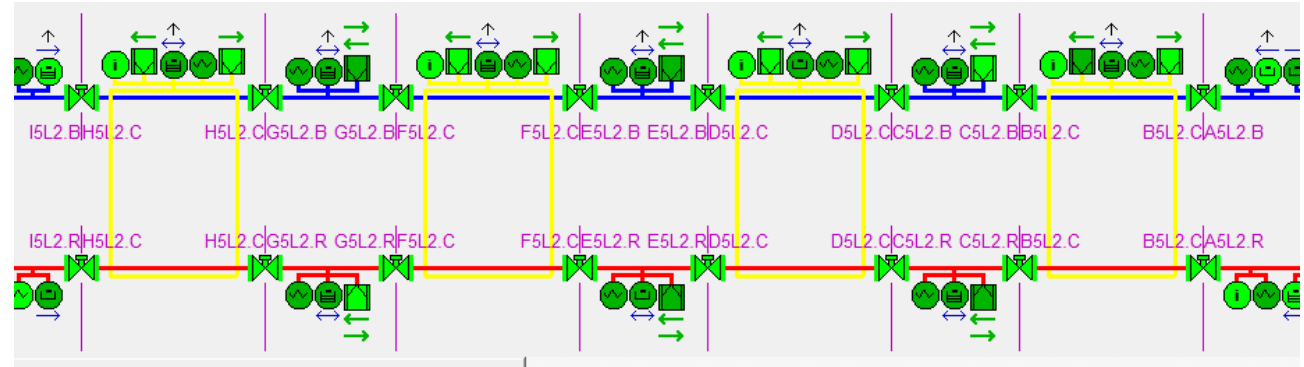 i i i i
I5L2.B H5L2.C H5L2.C G5L2.B G5L2.B F5L2.C F5L2.C E5L2.B E5L2.B D5L2.C D5L2.C C5L2.B C5L2.B B5L2.C B5L2.C A5L2.B
I5L2.R H5L2.C H5L2.C G5L2.R G5L2.R F5L2.C F5L2.C E5L2.R E5L2.R D5L2.C D5L2.C C5L2.R C5L2.R B5L2.C B5L2.C A5L2.R
i